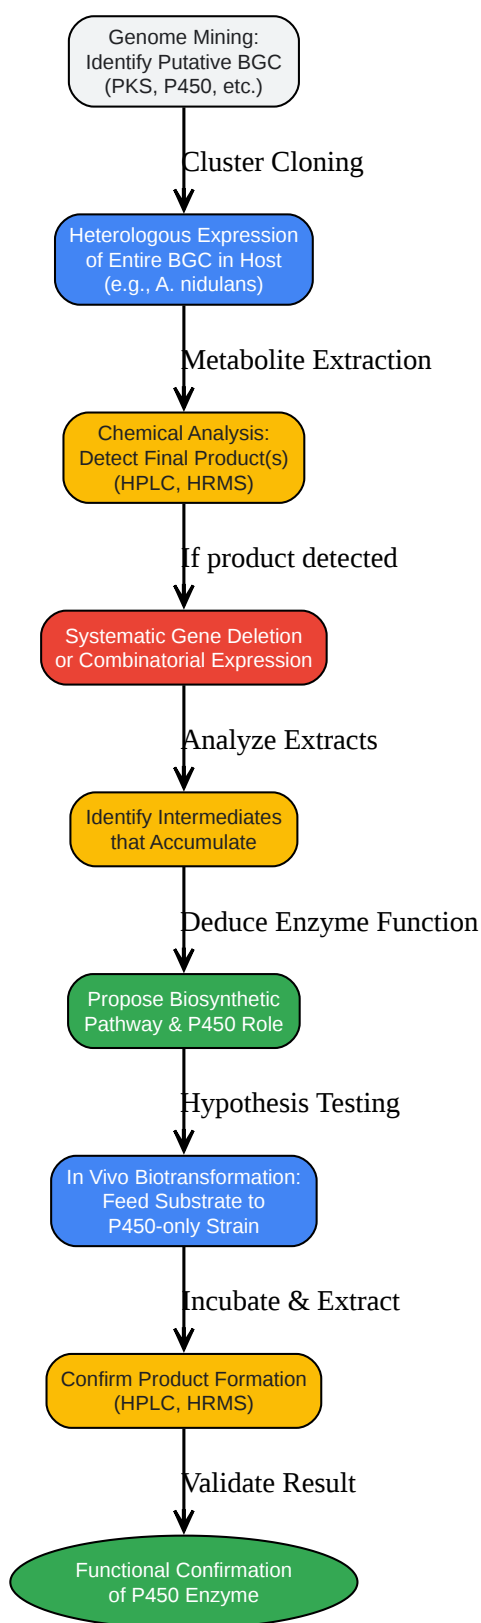 Genome Mining:
Identify Putative BGC
(PKS, P450, etc.)
Cluster Cloning
Heterologous Expression
of Entire BGC in Host
(e.g., A. nidulans)
Metabolite Extraction
Chemical Analysis:
Detect Final Product(s)
(HPLC, HRMS)
If product detected
Systematic Gene Deletion
or Combinatorial Expression
Analyze Extracts
Identify Intermediates
that Accumulate
Deduce Enzyme Function
Propose Biosynthetic
Pathway & P450 Role
Hypothesis Testing
In Vivo Biotransformation:
Feed Substrate to
P450-only Strain
Incubate & Extract
Confirm Product Formation
(HPLC, HRMS)
Validate Result
Functional Confirmation
of P450 Enzyme